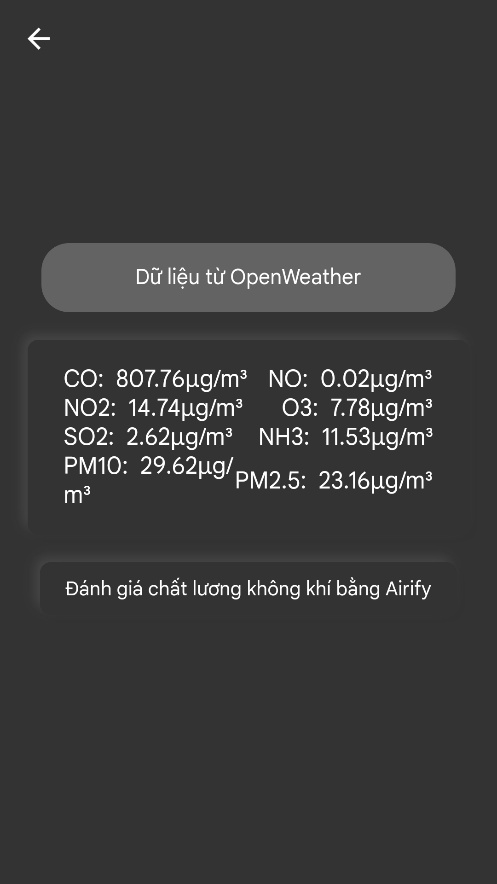 Dữ liệu từ OpenWeather
CO: 807.76µg/m³ NO: 0.02µg/m³
NO2: 14.74µg/m³ O3: 7.78µg/m³
SO2: 2.62µg/m³ NH3: 11.53µg/m³
PM10: 29.62µg/
m³
PM2.5: 23.16µg/m³
Đánh giá chất lương không khí bằng Airify